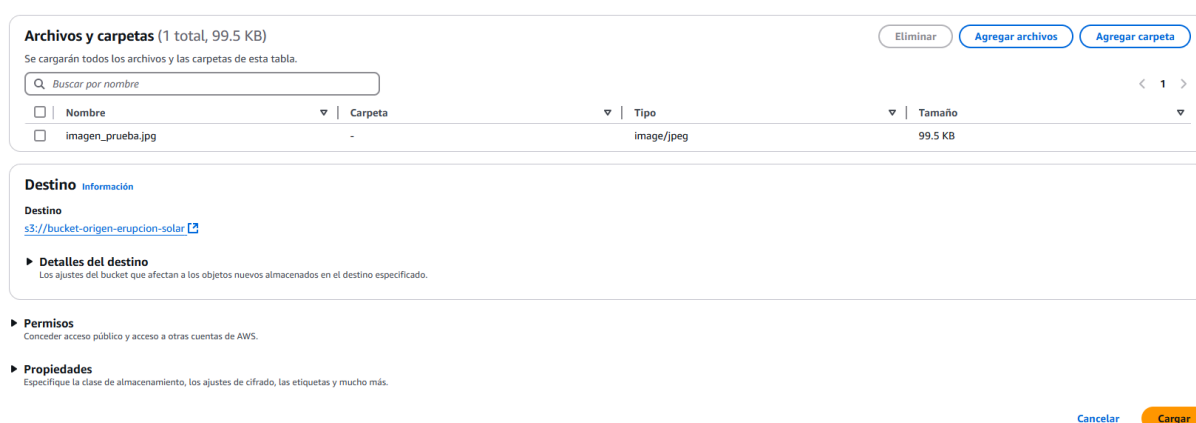 Archivos y carpetas (1 total, 99.5 KB)
Eliminar
Agregar archivos
Agregar carpeta
Se cargarán todos los archivos y las carpetas de esta tabla.
Buscar por nombre
1
Nombre Carpeta Tipo Tamaño
imagen_prueba.jpg - image/jpeg 99.5 KB
Destino Información
Destino
s3://bucket-origen-erupcion-solar
Detalles del destino
Los ajustes del bucket que afectan a los objetos nuevos almacenados en el destino especificado.
Permisos
Conceder acceso público y acceso a otras cuentas de AWS.
Propiedades
Especifique la clase de almacenamiento, los ajustes de cifrado, las etiquetas y mucho más.
Cancelar Cargar